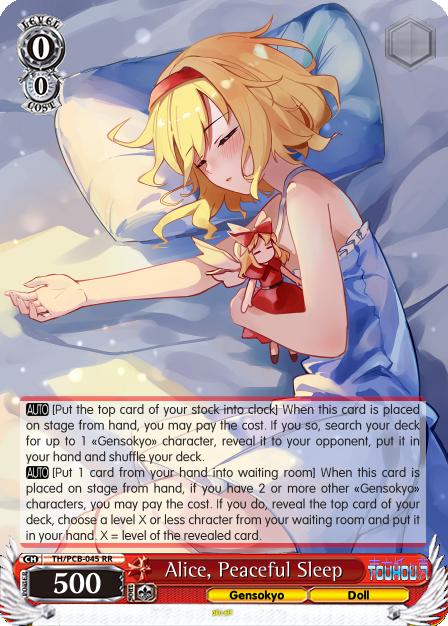 LEVEL
0
0
COST
AUTO [Put the top card of your stock into clock] When this card is placed
on stage from hand, you may pay the cost. If you so, search your deck
for up to 1 «Gensokyo» character, reveal it to your opponent, put it in
your hand and shuffle your deck.
AUTO [Put 1 card from your hand into waiting room] When this card is
placed on stage from hand, if you have 2 or more other «Gensokyo»
characters, you may pay the cost. If you do, reveal the top card of your
deck, choose a level X or less chracter from your waiting room and put it
in your hand. X = level of the revealed card.
CH TH/PCB-045 RR
POWER 500 SOUL Alice, Peaceful Sleep TOUHOU
Gensokyo Doll